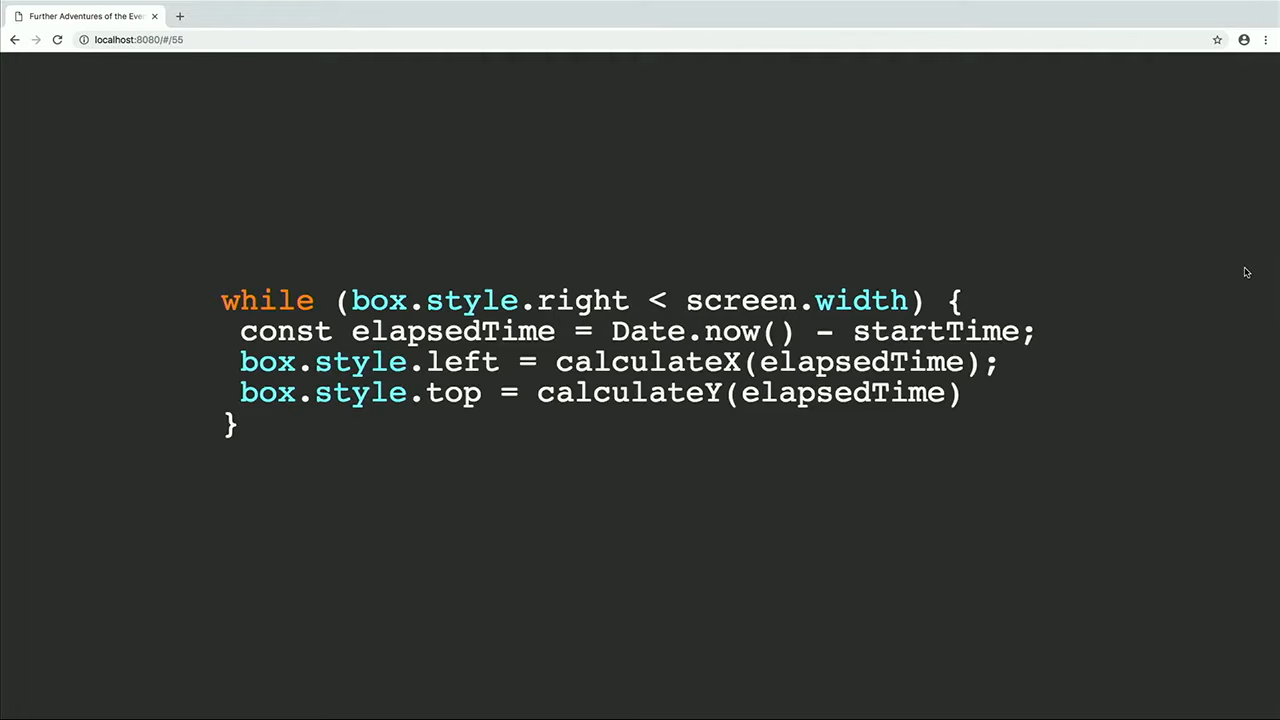 Further Adventures of the Eve
localhost:8080/#/55
while (box.style.right < screen.width) {
const elapsedTime = Date.now() - startTime;
box.style.left = calculateX(elapsedTime);
box.style.top = calculateY(elapsedTime)
}